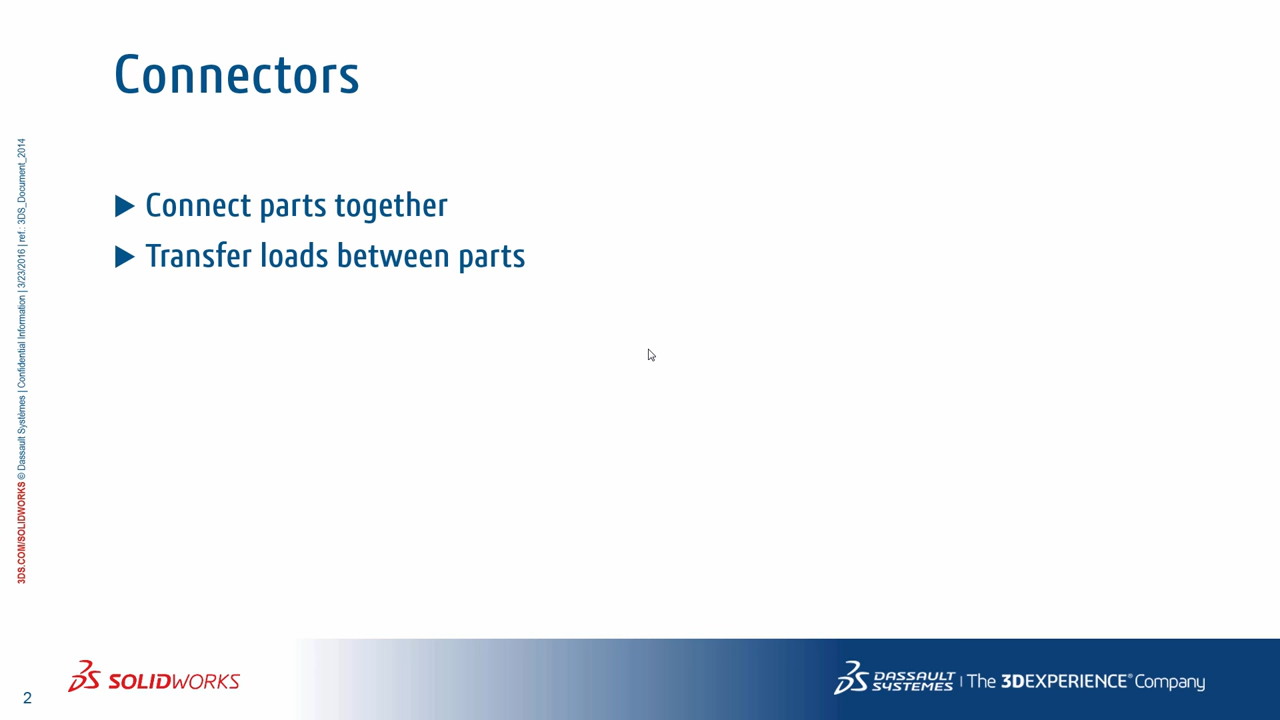 Connectors
▶ Connect parts together
▶ Transfer loads between parts
3DS.COM/SOLIDWORKS © Dassault Systèmes | Confidential Information | 3/23/2016 | ref.: 3DS_Document_2014
2
SOLIDWORKS
DASSAULT SYSTEMES | The 3DEXPERIENCE® Company